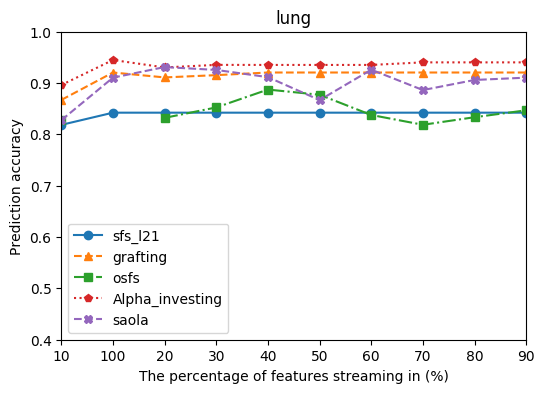 lung
Prediction accuracy
1.0
0.9
0.8
0.7
0.6
0.5
0.4
sfs_l21
grafting
osfs
Alpha_investing
saola
10 100 20 30 40 50 60 70 80 90
The percentage of features streaming in (%)